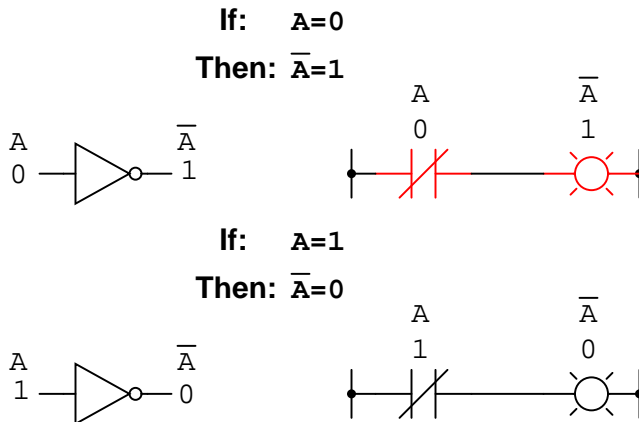 If: A=0
Then: A̅=1
A A̅
0 1
A A̅
0 1
If: A=1
Then: A̅=0
A A̅
1 0
A A̅
1 0